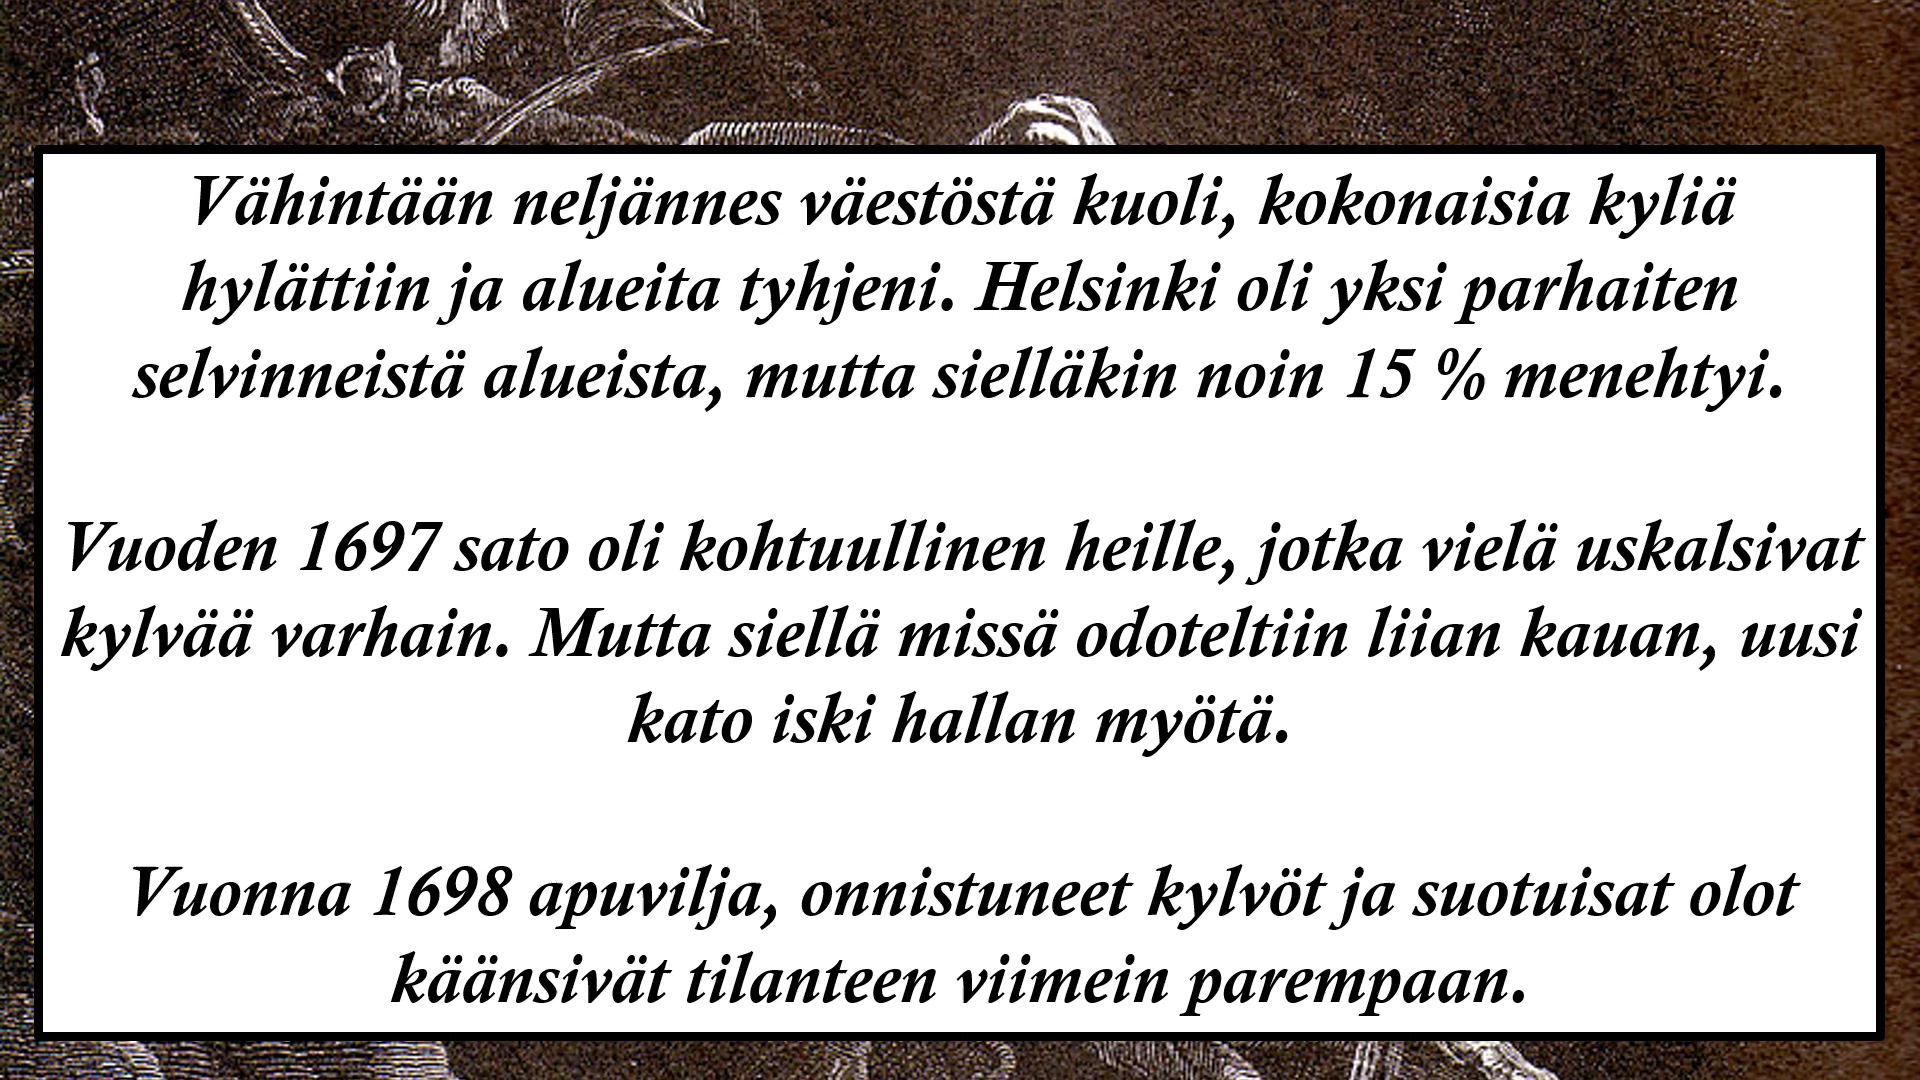 Vähintään neljännes väestöstä kuoli, kokonaisia kyliä
hylättiin ja alueita tyhjeni. Helsinki oli yksi parhaiten
selvinneistä alueista, mutta sielläkin noin 15 % menehtyi.
Vuoden 1697 sato oli kohtuullinen heille, jotka vielä uskalsivat
kylvää varhain. Mutta siellä missä odoteltiin liian kauan, uusi
kato iski hallan myötä.
Vuonna 1698 apuvilja, onnistuneet kylvöt ja suotuisat olot
käänsivät tilanteen viimein parempaan.